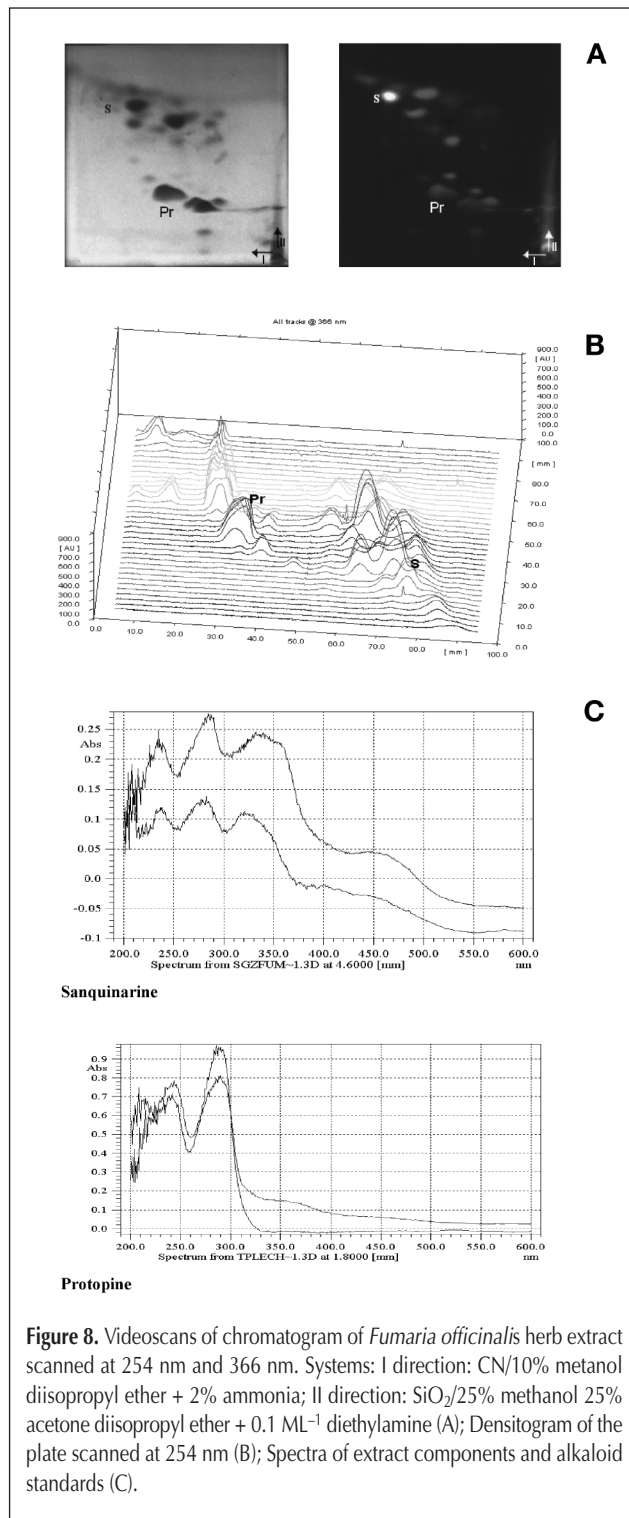 A
S
Pr
II
I
S
Pr
II
I
B
All tracks @ 366 nm
900.0
[ AU ]
700.0
600.0
500.0
400.0
300.0
200.0
100.0
0.0
[ mm ]
80.0
70.0
60.0
50.0
40.0
30.0
20.0
10.0
0.0
Pr
S
900.0
[ AU ]
700.0
600.0
500.0
400.0
300.0
200.0
100.0
0.0
0.0 10.0 20.0 30.0 40.0 50.0 60.0 70.0 80.0 [ mm ] 100.0
C
0.25
Abs
0.2
0.15
0.1
0.05
0.0
-0.05
-0.1
200.0 250.0 300.0 350.0 400.0 450.0 500.0 550.0 600.0
Spectrum from SGZFUM~1.3D at 4.6000 [mm] nm
Sanquinarine
0.9
Abs
0.8
0.7
0.6
0.5
0.4
0.3
0.2
0.1
0.0
200.0 250.0 300.0 350.0 400.0 450.0 500.0 550.0 600.0
Spectrum from TPLECH~1.3D at 1.8000 [mm] nm
Protopine
Figure 8. Videoscans of chromatogram of Fumaria officinalis herb extract
scanned at 254 nm and 366 nm. Systems: I direction: CN/10% metanol
diisopropyl ether + 2% ammonia; II direction: SiO₂/25% methanol 25%
acetone diisopropyl ether + 0.1 ML⁻¹ diethylamine (A); Densitogram of the
plate scanned at 254 nm (B); Spectra of extract components and alkaloid
standards (C).